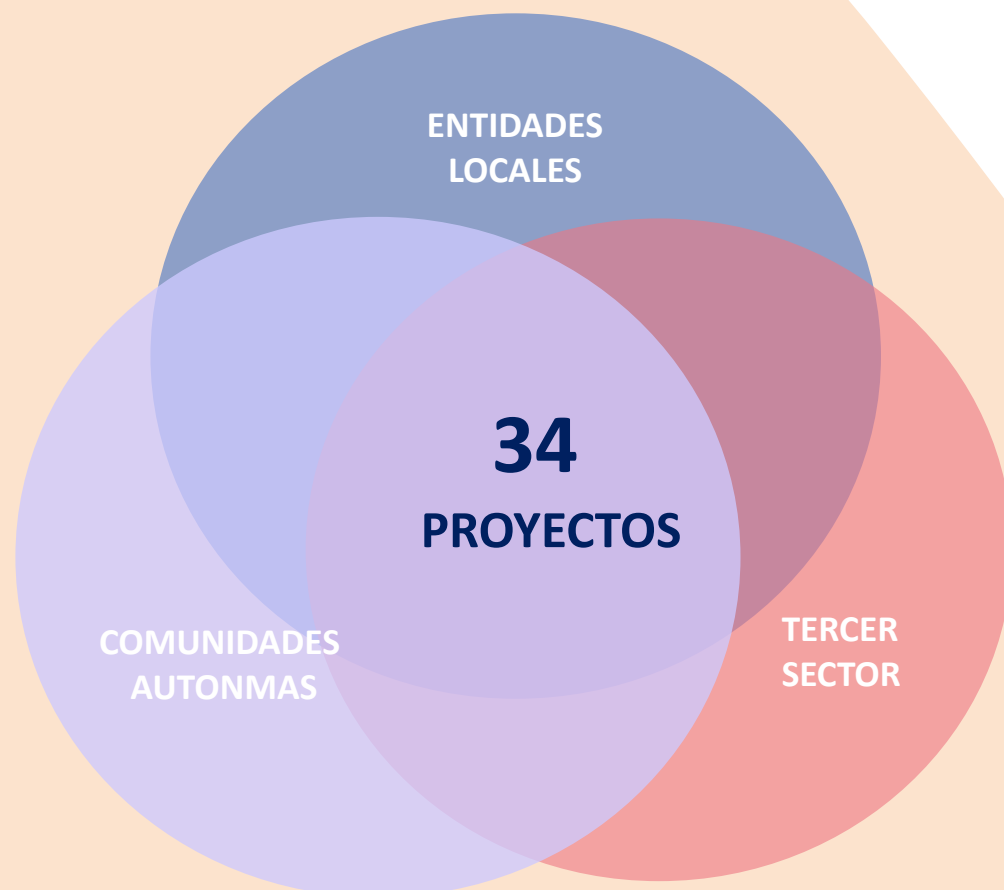 ENTIDADES
LOCALES
34
PROYECTOS
COMUNIDADES
AUTONMAS
TERCER
SECTOR